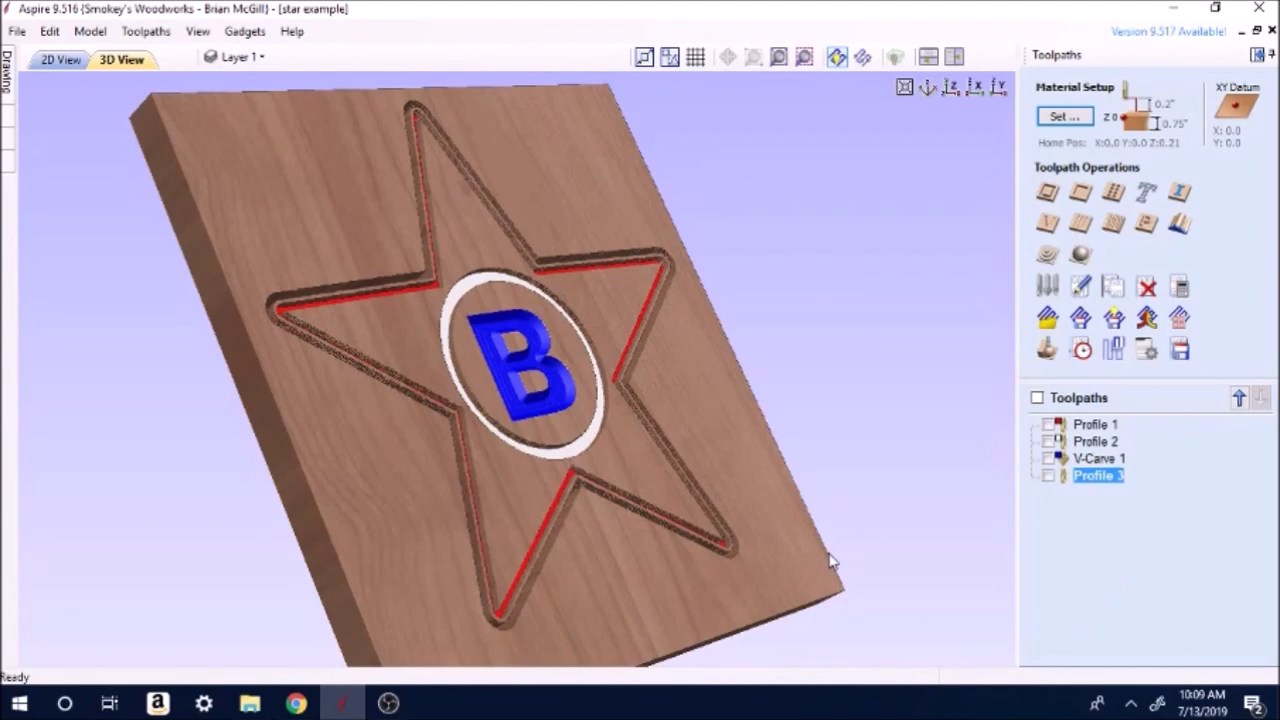 Aspire 9.516 {Smokey's Woodworks - Brian McGill} - [star example]
File Edit Model Toolpaths View Gadgets Help
Version 9.517 Available!
2D View 3D View Layer 1
Drawing
Toolpaths
Material Setup
XY Datum
Set ...
Z 0
0.2"
0.75"
X: 0.0
Y: 0.0
Home Pos: X:0.0 Y:0.0 Z:0.21
Toolpath Operations
Toolpaths
Profile 1
Profile 2
V-Carve 1
Profile 3
B
Ready
10:09 AM
7/13/2019
2